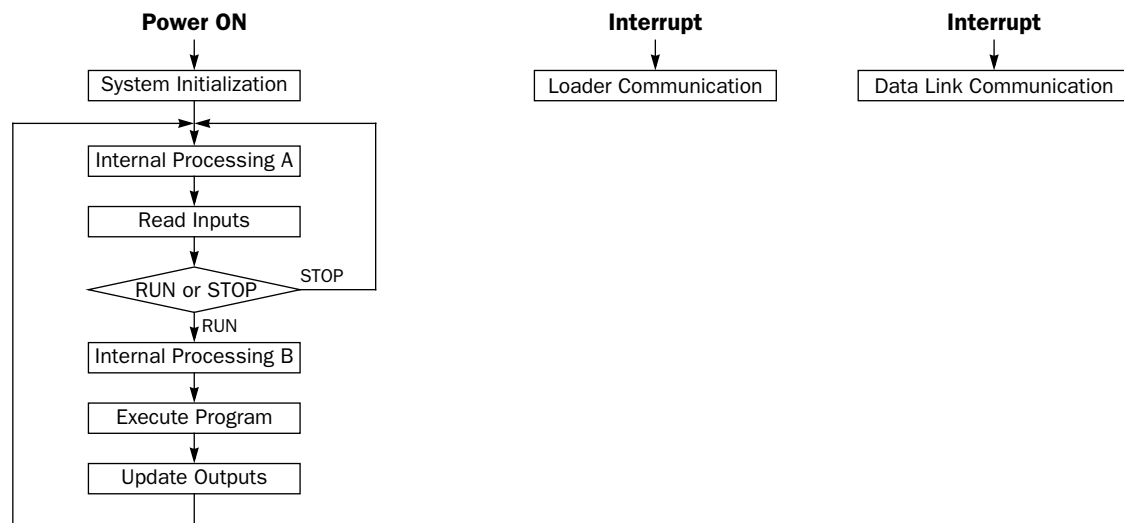 Power ON
System Initialization
Internal Processing A
Read Inputs
RUN or STOP
STOP
RUN
Internal Processing B
Execute Program
Update Outputs
Interrupt
Loader Communication
Interrupt
Data Link Communication